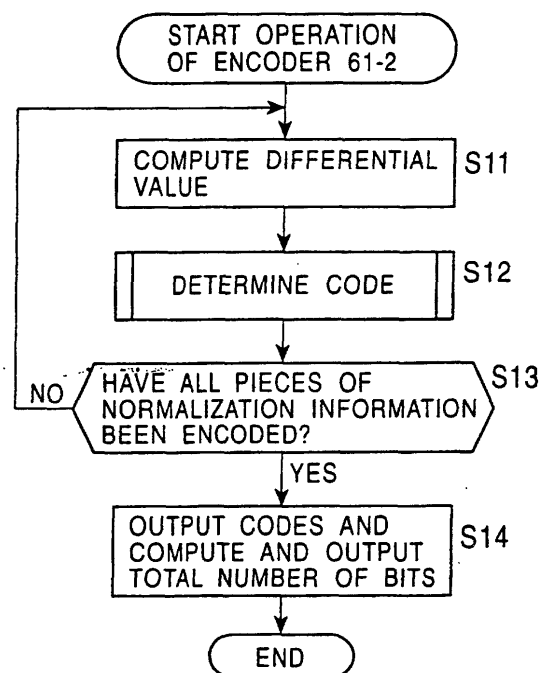 START OPERATION
OF ENCODER 61-2
COMPUTE DIFFERENTIAL
VALUE
S11
DETERMINE CODE
S12
HAVE ALL PIECES OF
NORMALIZATION INFORMATION
BEEN ENCODED?
S13
NO
YES
OUTPUT CODES AND
COMPUTE AND OUTPUT
TOTAL NUMBER OF BITS
S14
END